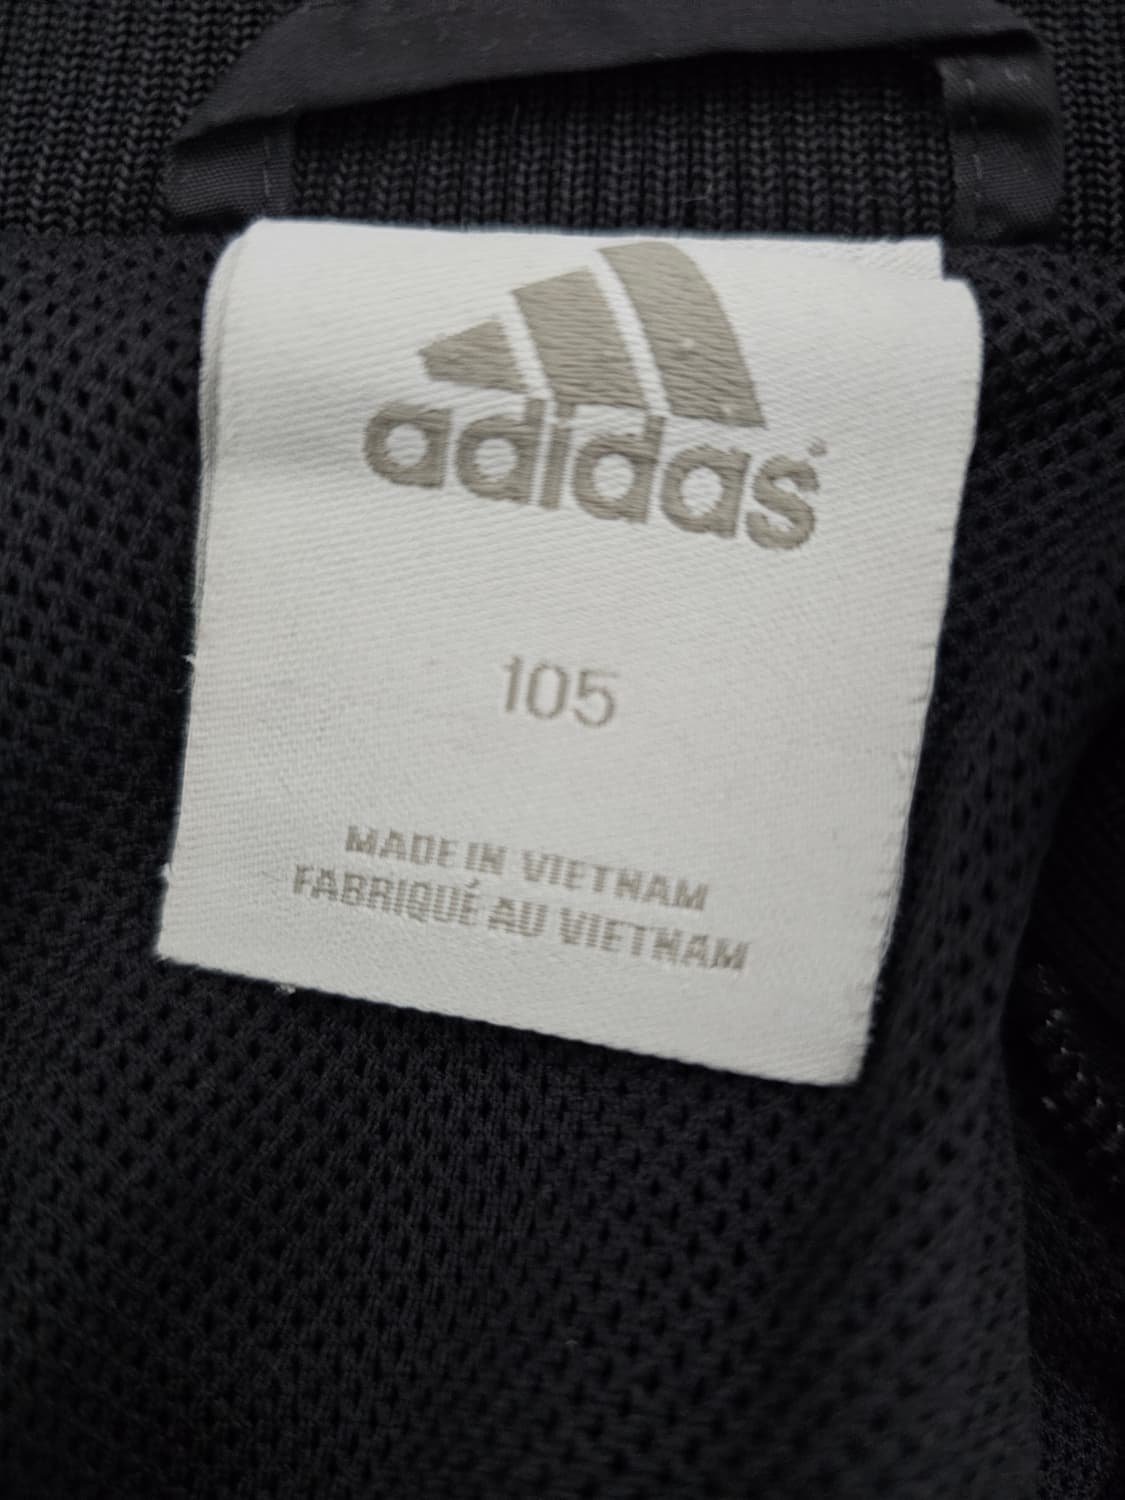 adidas
105
MADE IN VIETNAM
FABRIQUÉ AU VIETNAM